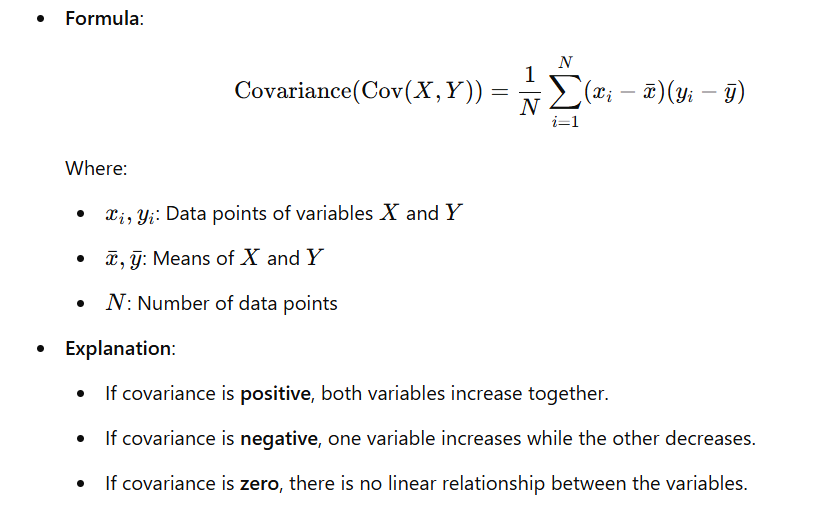 • Formula:
Covariance(Cov(X, Y)) = \frac{1}{N} \sum_{i=1}^{N} (x_i − \bar{x})(y_i − \bar{y})
Where:
• x_i, y_i: Data points of variables X and Y
• \bar{x}, \bar{y}: Means of X and Y
• N: Number of data points
• Explanation:
• If covariance is positive, both variables increase together.
• If covariance is negative, one variable increases while the other decreases.
• If covariance is zero, there is no linear relationship between the variables.